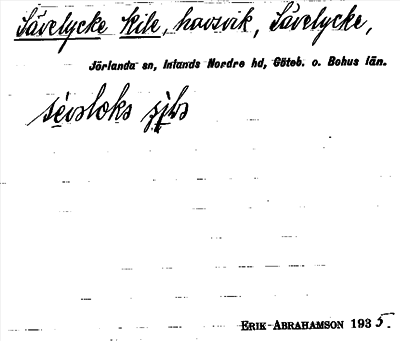 Sävelycke kile, havsvik, Sävelycke,
Jörlanda sn, Inlands Nordre hd, Göteb. o. Bohus län.
ERIK ABRAHAMSON 1935.